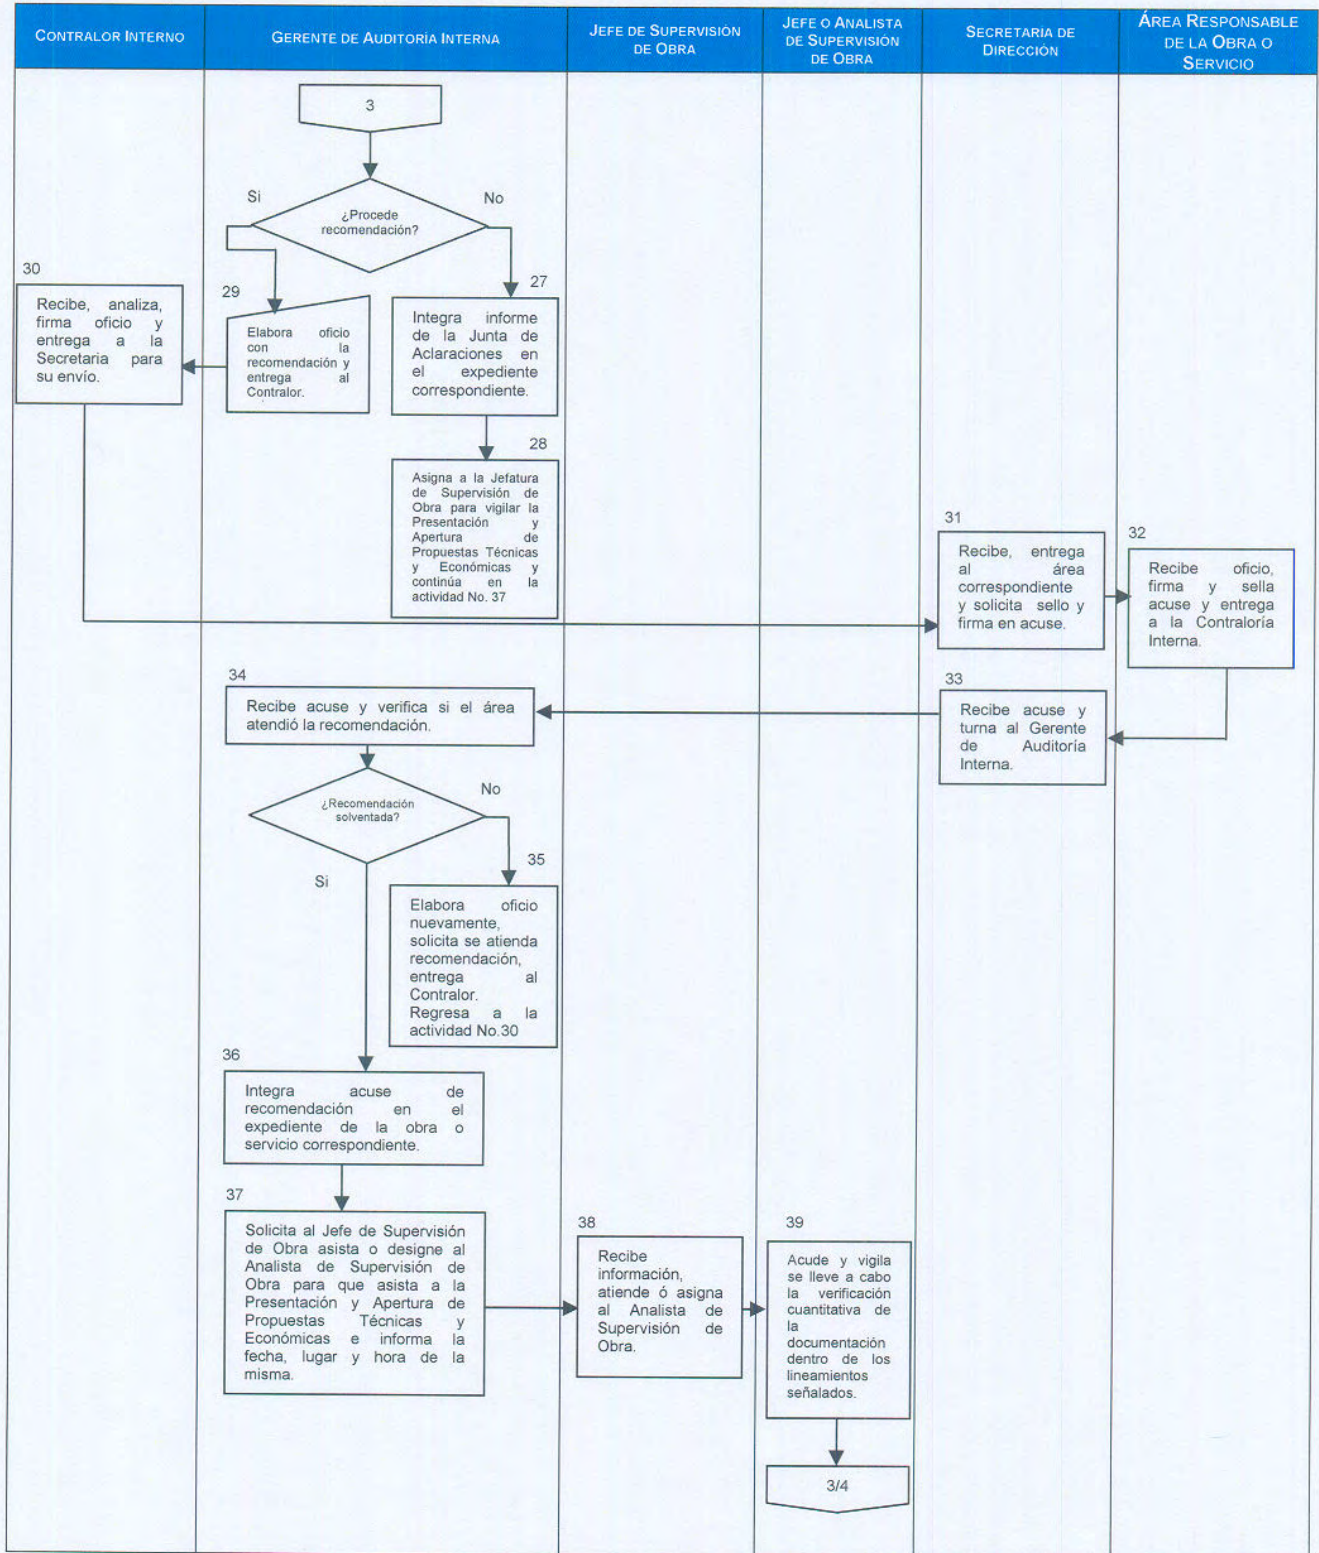 CONTRALOR INTERNO
GERENTE DE AUDITORÍA INTERNA
JEFE DE SUPERVISIÓN
DE OBRA
JEFE O ANALISTA
DE SUPERVISIÓN
DE OBRA
SECRETARIA DE
DIRECCIÓN
ÁREA RESPONSABLE
DE LA OBRA O
SERVICIO
3
Si
No
¿Procede
recomendación?
30
Recibe, analiza,
firma oficio y
entrega a la
Secretaria para
su envío.
29
Elabora oficio
con la
recomendación y
entrega al
Contralor.
27
Integra informe
de la Junta de
Aclaraciones en
el expediente
correspondiente.
28
Asigna a la Jefatura
de Supervisión de
Obra para vigilar la
Presentación y
Apertura de
Propuestas Técnicas
y Económicas y
continúa en la
actividad No. 37
31
Recibe, entrega
al área
correspondiente
y solicita sello y
firma en acuse.
32
Recibe oficio,
firma y sella
acuse y entrega
a la Contraloría
Interna.
33
Recibe acuse y
turna al Gerente
de Auditoría
Interna.
34
Recibe acuse y verifica si el área
atendió la recomendación.
¿Recomendación
solventada?
No
Si
35
Elabora oficio
nuevamente,
solicita se atienda
recomendación,
entrega al
Contralor.
Regresa a la
actividad No.30
36
Integra acuse de
recomendación en el
expediente de la obra o
servicio correspondiente.
37
Solicita al Jefe de Supervisión
de Obra asista o designe al
Analista de Supervisión de
Obra para que asista a la
Presentación y Apertura de
Propuestas Técnicas y
Económicas e informa la
fecha, lugar y hora de la
misma.
38
Recibe
información,
atiende ó asigna
al Analista de
Supervisión de
Obra.
39
Acude y vigila
se lleve a cabo
la verificación
cuantitativa de
la
documentación
dentro de los
lineamientos
señalados.
3/4